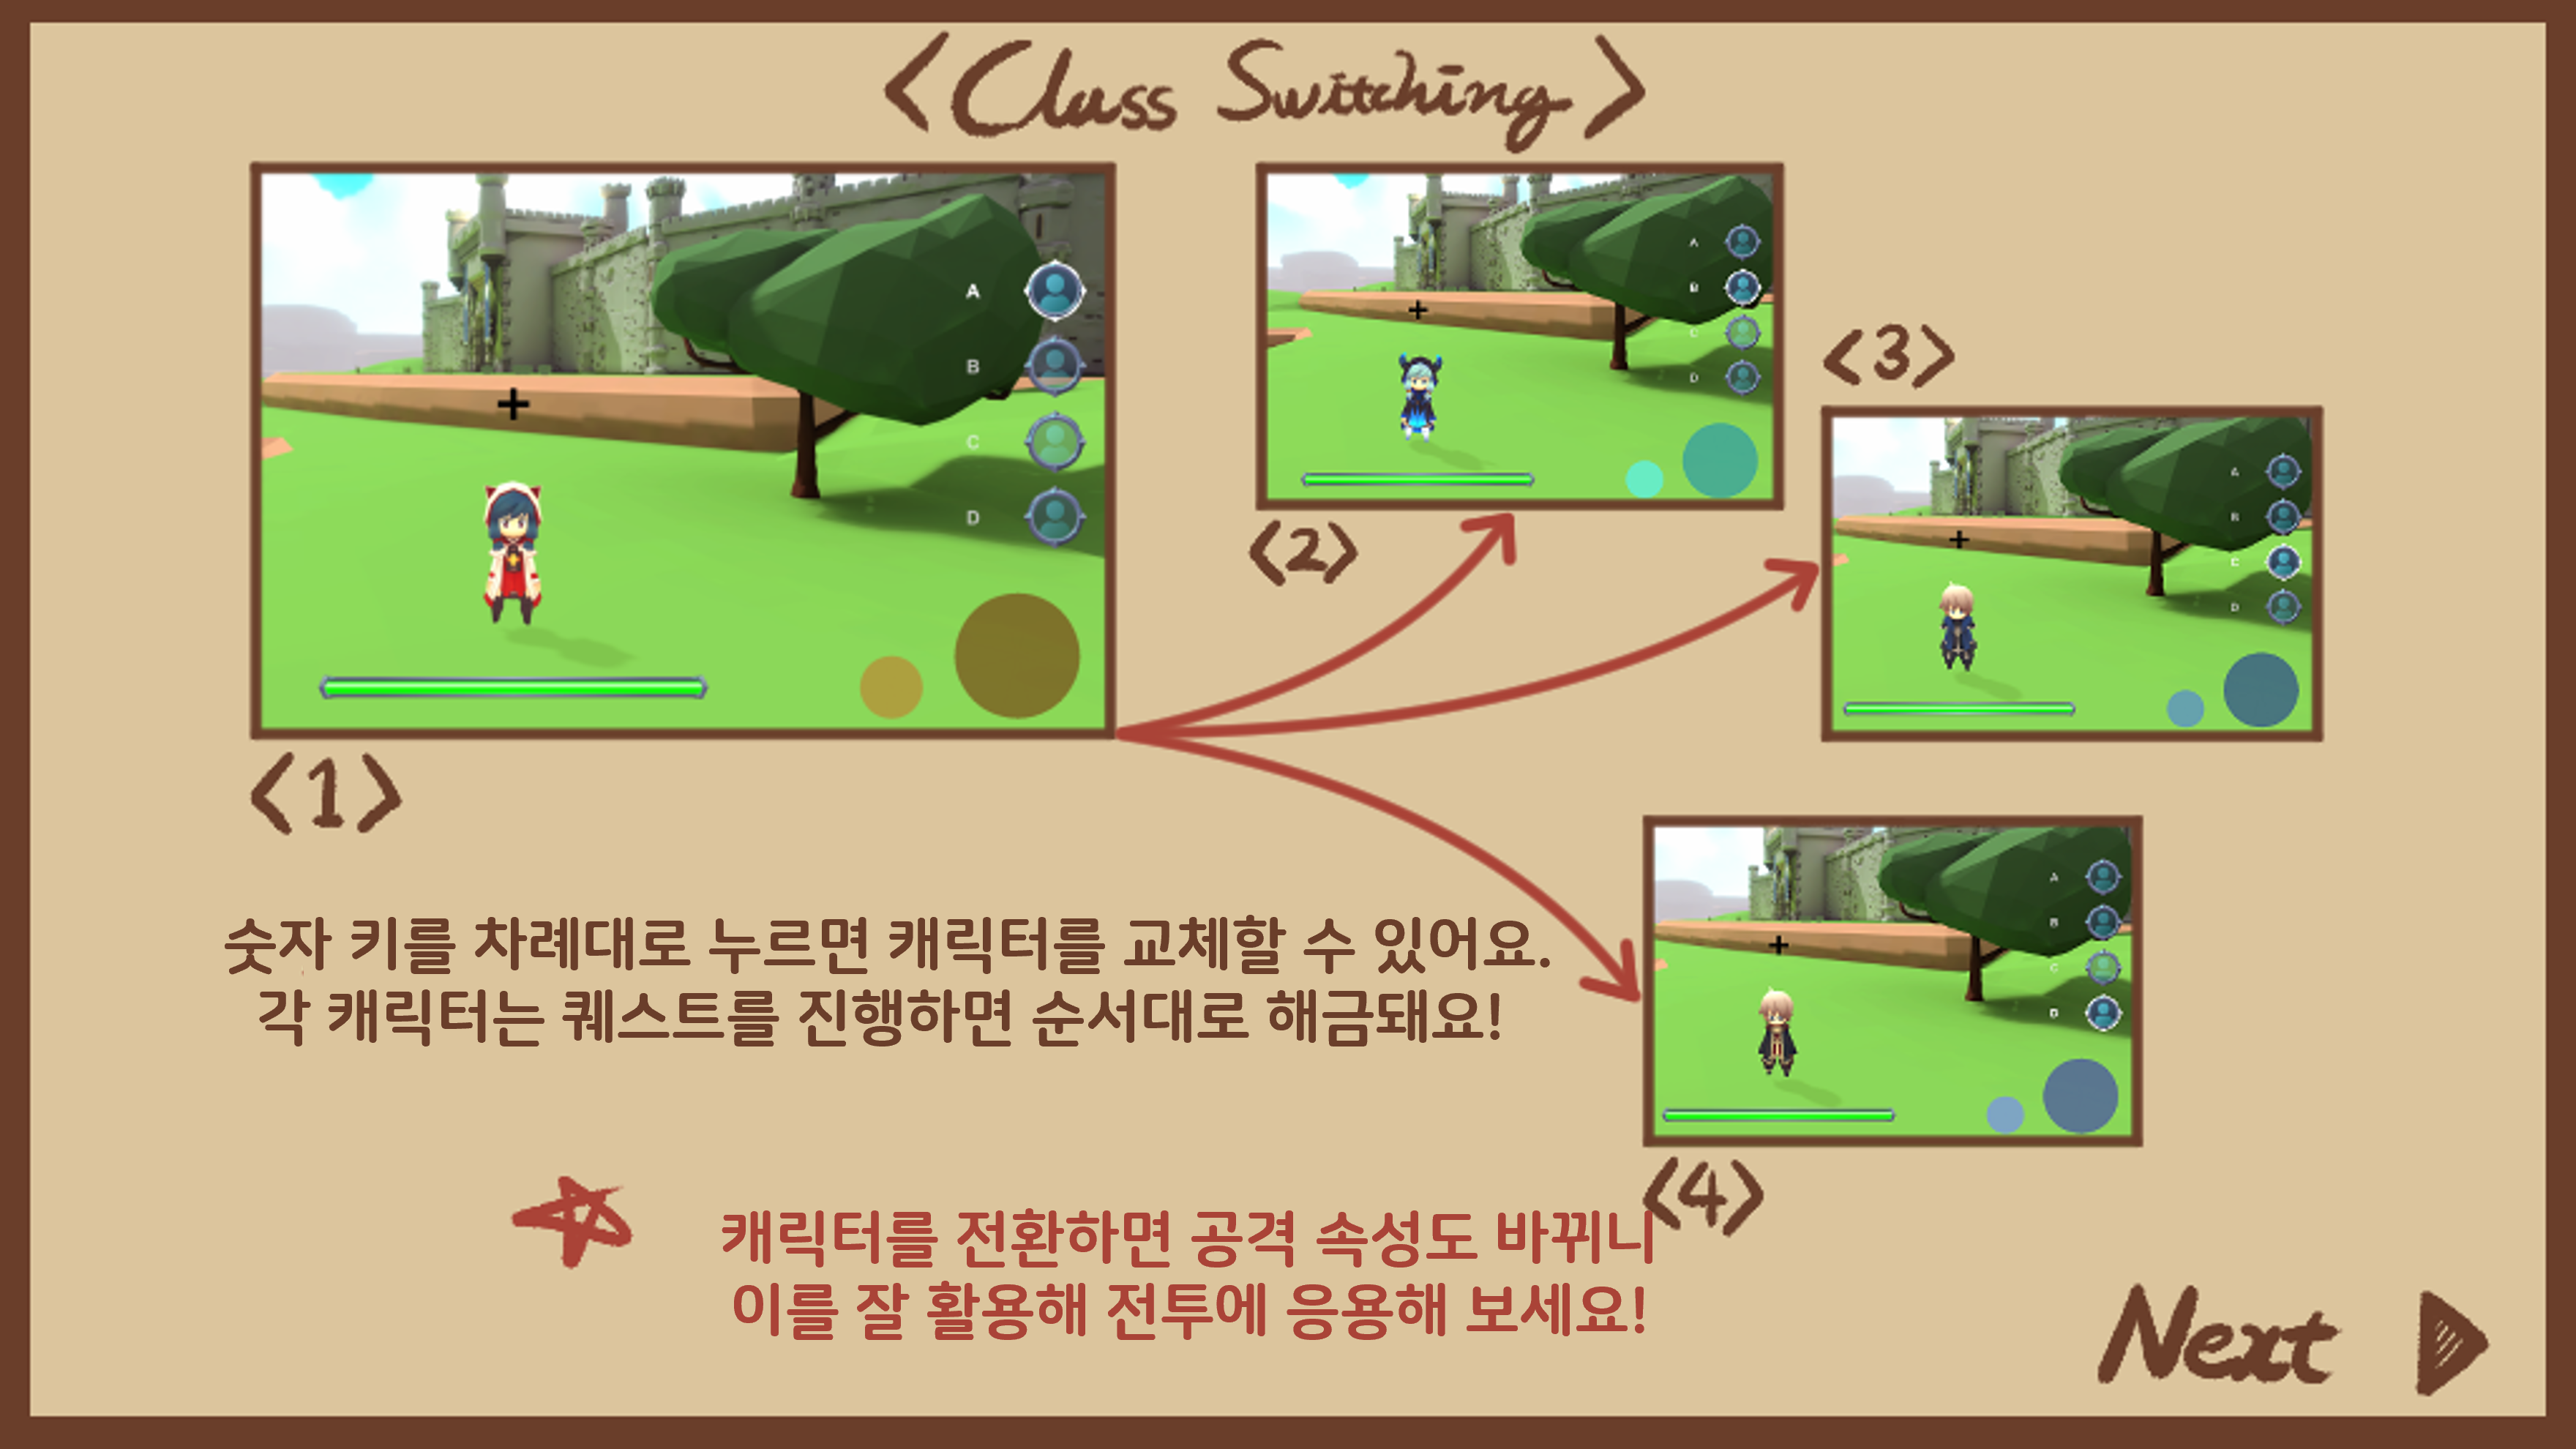 <Class Switching>
A
B
C
D
<1>
A
B
C
D
<2>
<3>
A
B
C
D
숫자 키를 차례대로 누르면 캐릭터를 교체할 수 있어요.
각 캐릭터는 퀘스트를 진행하면 순서대로 해금돼요!
A
B
C
D
<4>
캐릭터를 전환하면 공격 속성도 바뀌니
이를 잘 활용해 전투에 응용해 보세요!
Next